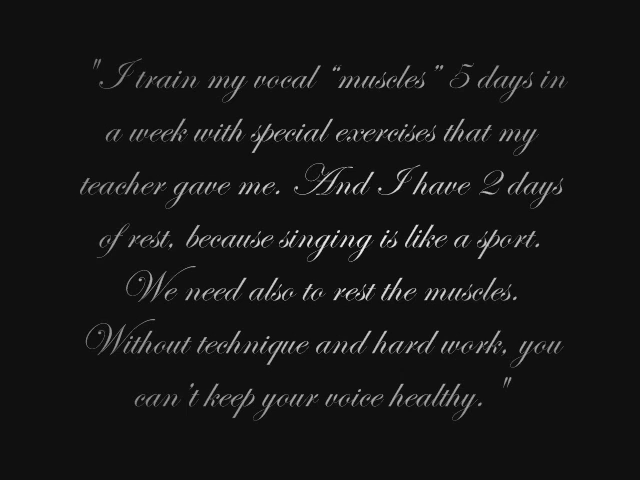 "I train my vocal “muscles” 5 days in
a week with special exercises that my
teacher gave me. And I have 2 days
of rest, because singing is like a sport.
We need also to rest the muscles.
Without technique and hard work, you
can't keep your voice healthy. "